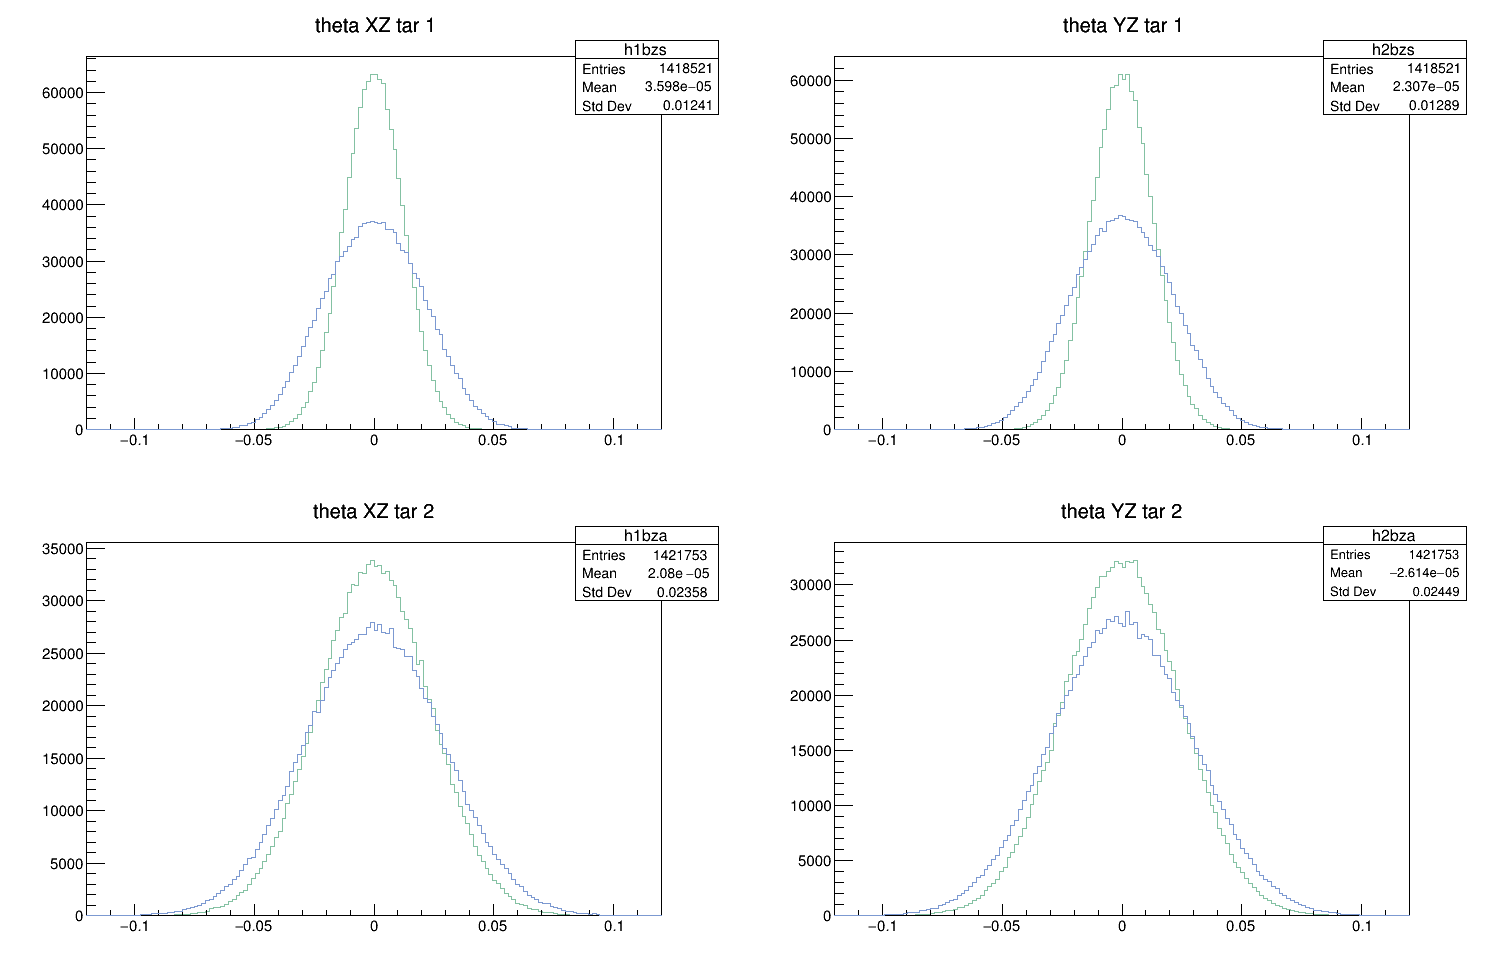 theta XZ tar 1
h1bzs
Entries 1418521
Mean 3.598e−05
Std Dev 0.01241
60000
50000
40000
30000
20000
10000
0
−0.1 −0.05 0 0.05 0.1
theta YZ tar 1
h2bzs
Entries 1418521
Mean 2.307e−05
Std Dev 0.01289
60000
50000
40000
30000
20000
10000
0
−0.1 −0.05 0 0.05 0.1
theta XZ tar 2
h1bza
Entries 1421753
Mean 2.08e−05
Std Dev 0.02358
35000
30000
25000
20000
15000
10000
5000
0
−0.1 −0.05 0 0.05 0.1
theta YZ tar 2
h2bza
Entries 1421753
Mean −2.614e−05
Std Dev 0.02449
30000
25000
20000
15000
10000
5000
0
−0.1 −0.05 0 0.05 0.1